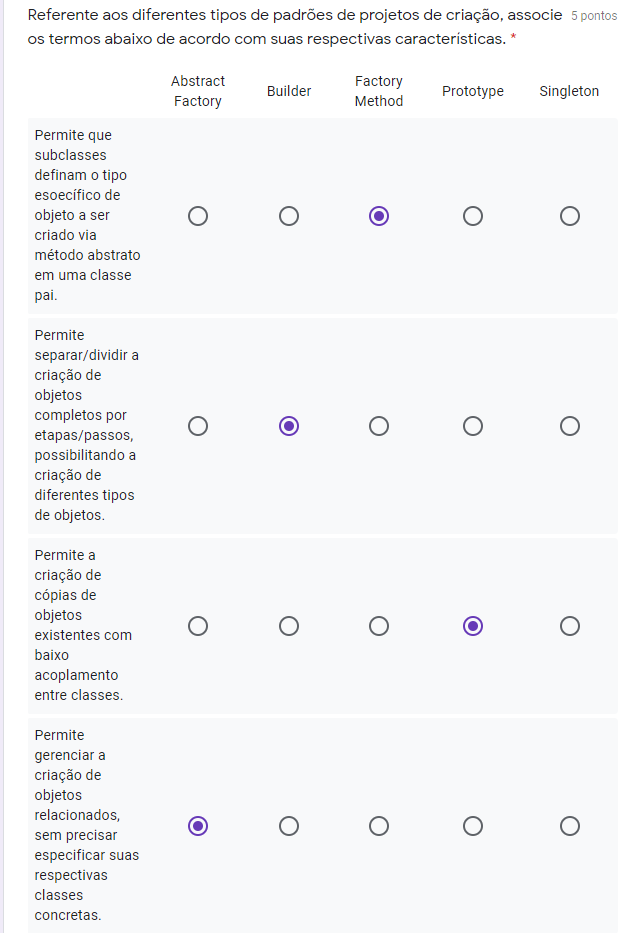 Referente aos diferentes tipos de padrões de projetos de criação, associe 5 pontos
os termos abaixo de acordo com suas respectivas características. *
Abstract
Factory
Builder
Factory
Method
Prototype
Singleton
Permite que
subclasses
definam o tipo
esoecífico de
objeto a ser
criado via
método abstrato
em uma classe
pai.
Permite
separar/dividir a
criação de
objetos
completos por
etapas/passos,
possibilitando a
criação de
diferentes tipos
de objetos.
Permite a
criação de
cópias de
objetos
existentes com
baixo
acoplamento
entre classes.
Permite
gerenciar a
criação de
objetos
relacionados,
sem precisar
especificar suas
respectivas
classes
concretas.